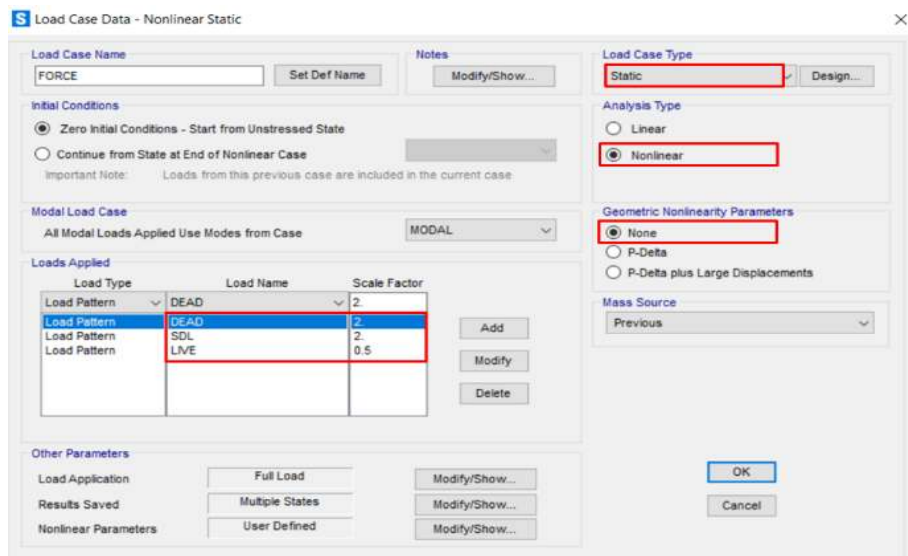 S Load Case Data - Nonlinear Static
Load Case Name
FORCE
Set Def Name
Notes
Modify/Show...
Load Case Type
Static
Design...
Initial Conditions
Zero Initial Conditions - Start from Unstressed State
Continue from State at End of Nonlinear Case
Important Note: Loads from this previous case are included in the current case
Analysis Type
Linear
Nonlinear
Modal Load Case
All Modal Loads Applied Use Modes from Case
MODAL
Geometric Nonlinearity Parameters
None
P-Delta
P-Delta plus Large Displacements
Loads Applied
Load Type Load Name Scale Factor
Load Pattern DEAD 2.
Load Pattern DEAD 2.
Load Pattern SDL 2.
Load Pattern LIVE 0.5
Add
Modify
Delete
Mass Source
Previous
Other Parameters
Load Application Full Load Modify/Show...
Results Saved Multiple States Modify/Show...
Nonlinear Parameters User Defined Modify/Show...
OK
Cancel